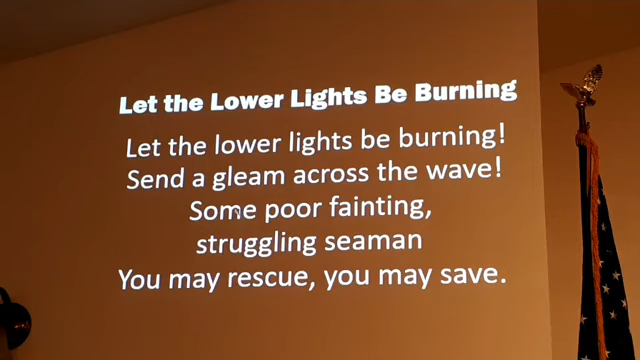 Let the Lower Lights Be Burning
Let the lower lights be burning!
Send a gleam across the wave!
Some poor fainting,
struggling seaman
You may rescue, you may save.